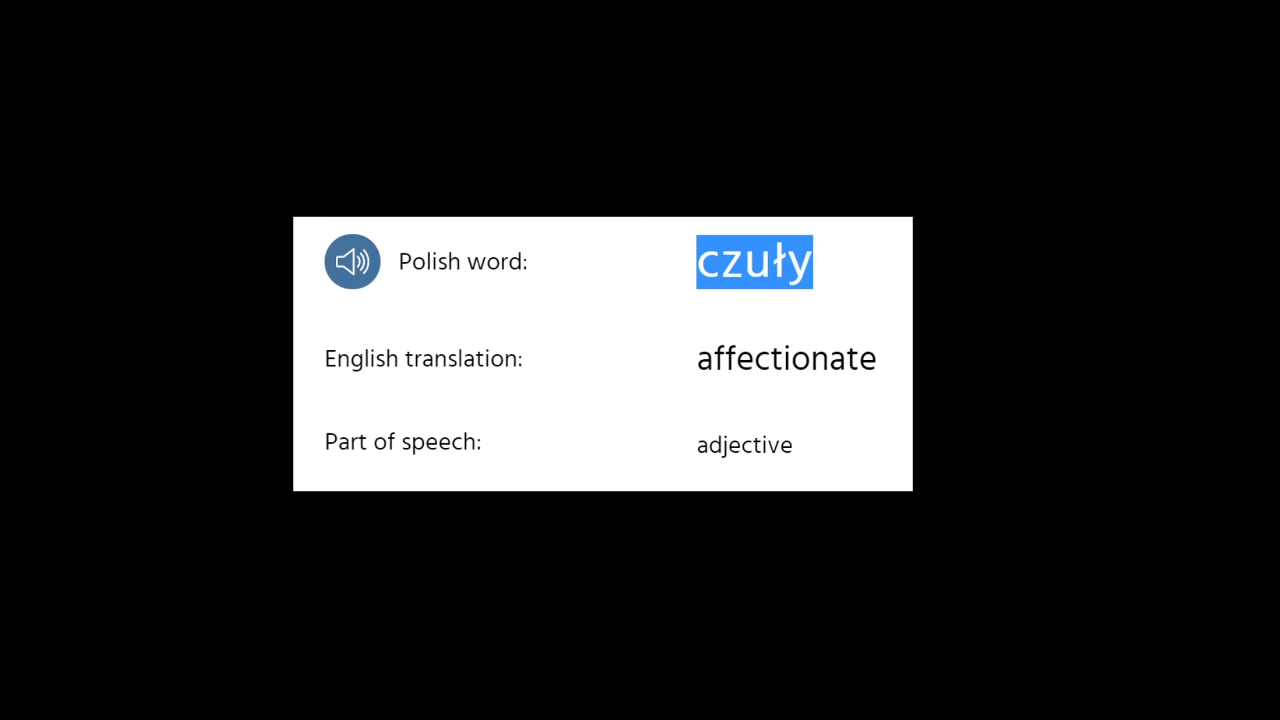 Polish word: czuły
English translation: affectionate
Part of speech: adjective